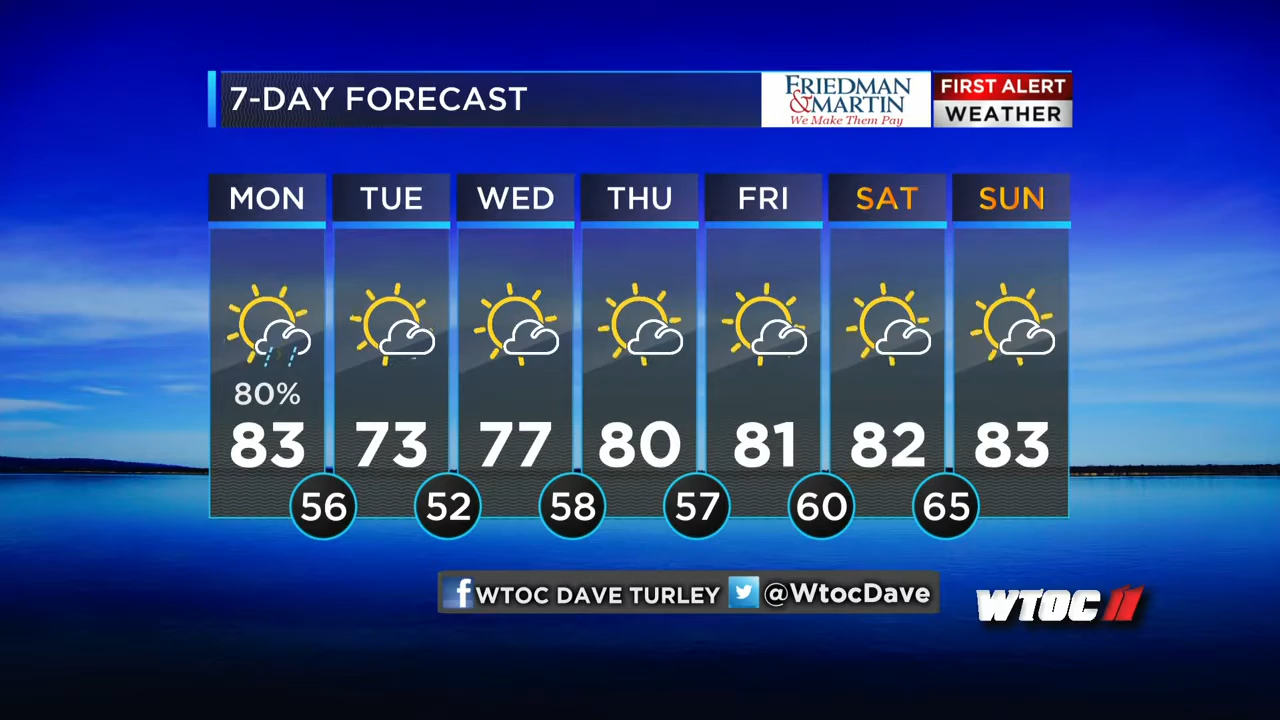 7-DAY FORECAST
FRIEDMAN
&MARTIN
We Make Them Pay
FIRST ALERT
WEATHER
MON TUE WED THU FRI SAT SUN
80%
83 73 77 80 81 82 83
56 52 58 57 60 65
f WTOC DAVE TURLEY @WtocDave
WTOC 11